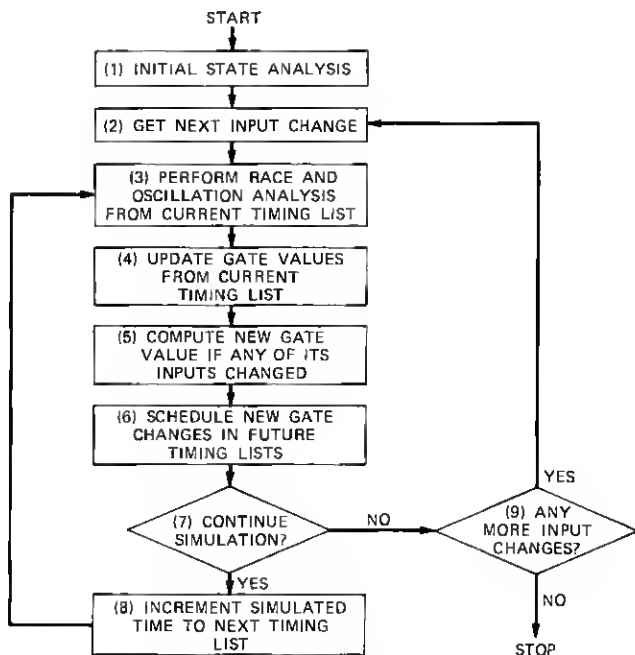 START
(1) INITIAL STATE ANALYSIS
(2) GET NEXT INPUT CHANGE
(3) PERFORM RACE AND
OSCILLATION ANALYSIS
FROM CURRENT TIMING LIST
(4) UPDATE GATE VALUES
FROM CURRENT
TIMING LIST
(5) COMPUTE NEW GATE
VALUE IF ANY OF ITS
INPUTS CHANGED
(6) SCHEDULE NEW GATE
CHANGES IN FUTURE
TIMING LISTS
(7) CONTINUE
SIMULATION?
NO
YES
(9) ANY
MORE INPUT
CHANGES?
YES
NO
(8) INCREMENT SIMULATED
TIME TO NEXT TIMING
LIST
STOP